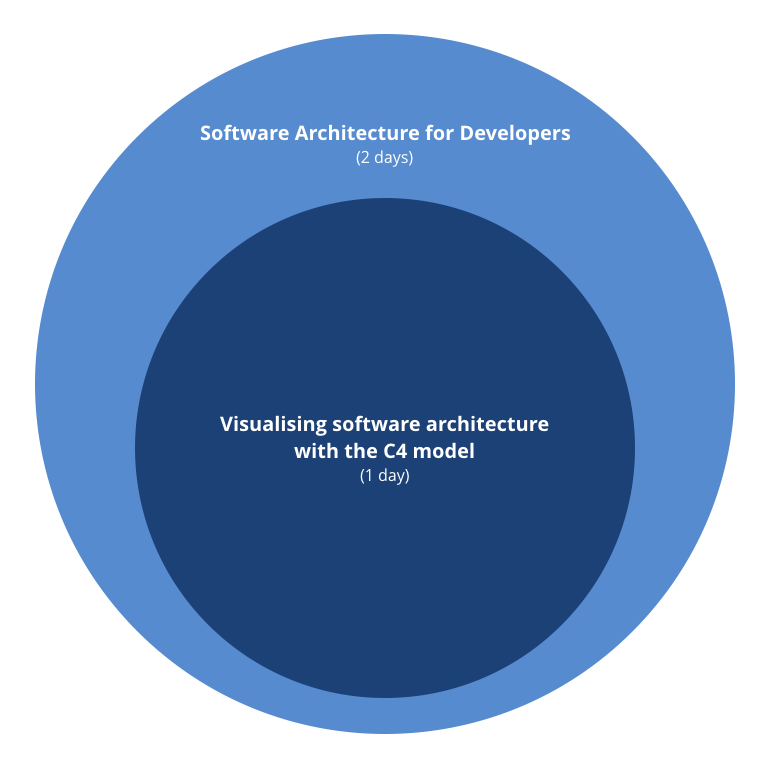 Software Architecture for Developers
(2 days)
Visualising software architecture
with the C4 model
(1 day)